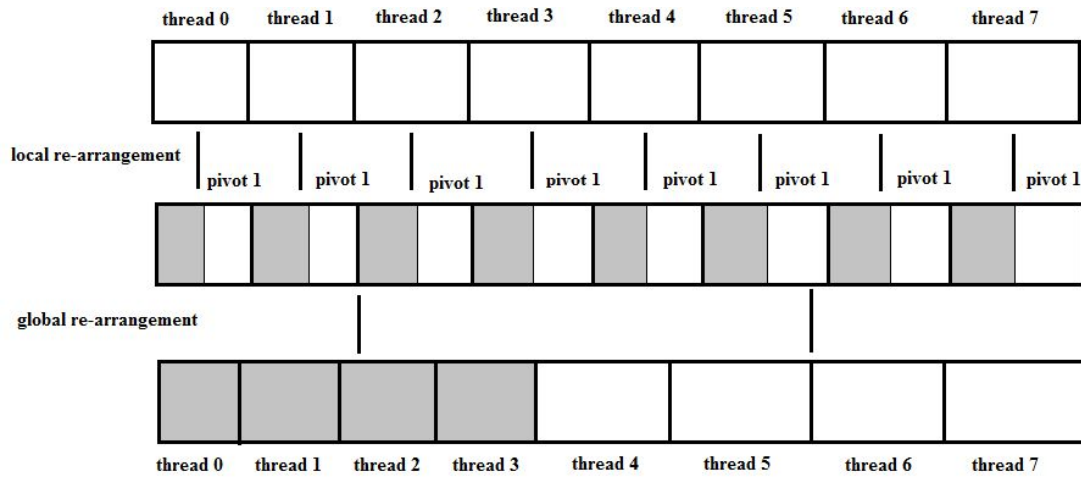 thread 0 thread 1 thread 2 thread 3 thread 4 thread 5 thread 6 thread 7
local re-arrangement
pivot 1 pivot 1 pivot 1 pivot 1 pivot 1 pivot 1 pivot 1 pivot 1
global re-arrangement
thread 0 thread 1 thread 2 thread 3 thread 4 thread 5 thread 6 thread 7